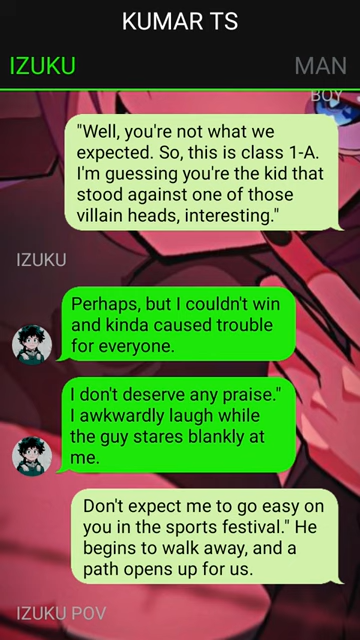 KUMAR TS
IZUKU
MAN
BOY
"Well, you're not what we
expected. So, this is class 1-A.
I'm guessing you're the kid that
stood against one of those
villain heads, interesting."
IZUKU
Perhaps, but I couldn't win
and kinda caused trouble
for everyone.
I don't deserve any praise."
I awkwardly laugh while
the guy stares blankly at
me.
Don't expect me to go easy on
you in the sports festival." He
begins to walk away, and a
path opens up for us.
IZUKU POV